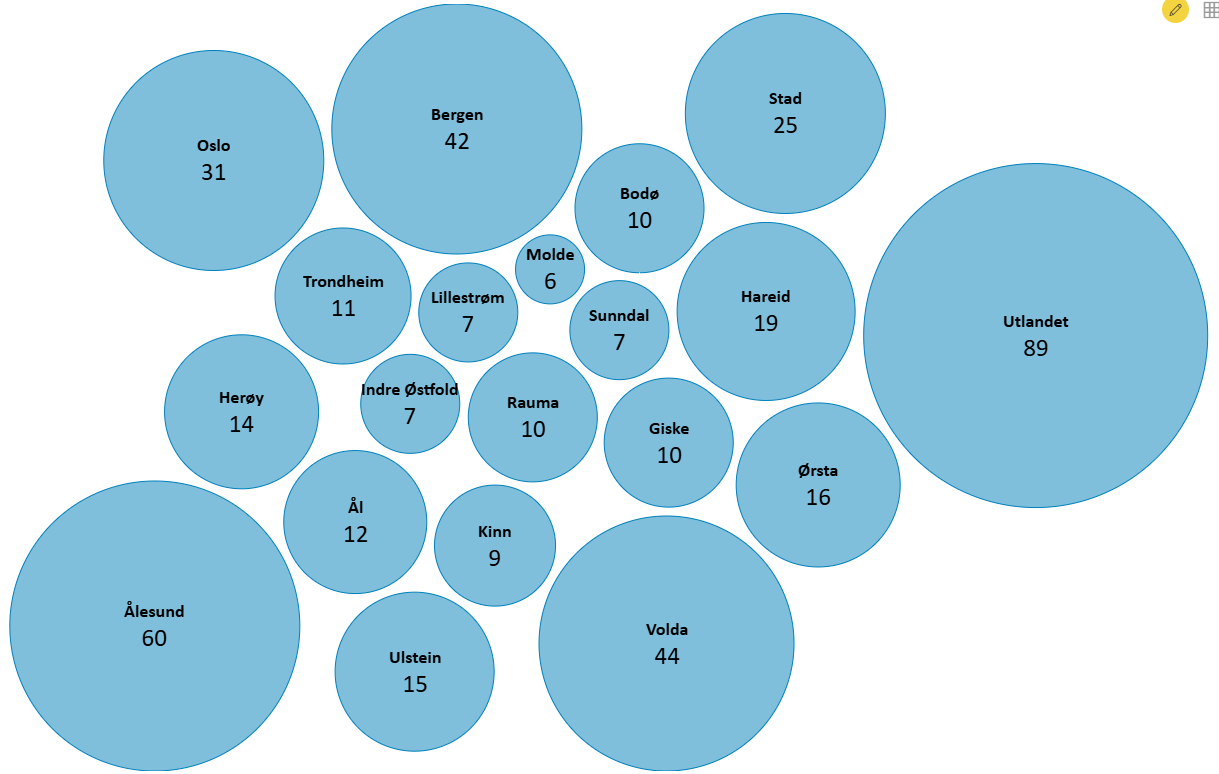 Bergen
42
Stad
25
Oslo
31
Bodø
10
Molde
6
Trondheim
11
Lillestrøm
7
Sunndal
7
Hareid
19
Utlandet
89
Herøy
14
Indre Østfold
7
Rauma
10
Giske
10
Ørsta
16
Ål
12
Kinn
9
Ålesund
60
Ulstein
15
Volda
44